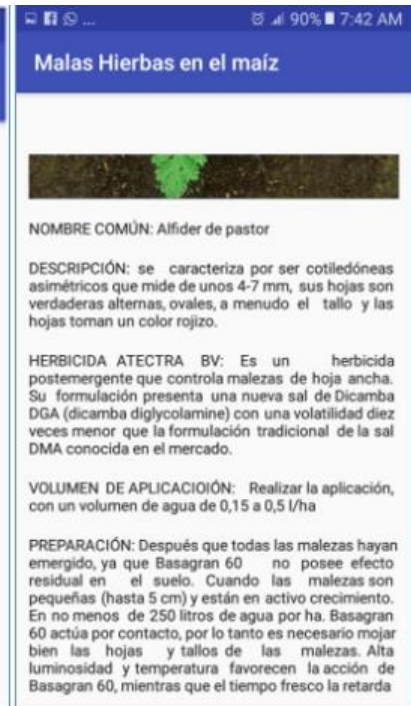 ... 90% 7:42 AM
Malas Hierbas en el maíz
NOMBRE COMÚN: Alfider de pastor
DESCRIPCIÓN: se caracteriza por ser cotiledóneas
asimétricos que mide de unos 4-7 mm, sus hojas son
verdaderas alternas, ovales, a menudo el tallo y las
hojas toman un color rojizo.
HERBICIDA ATECTRA BV: Es un herbicida
postemergente que controla malezas de hoja ancha.
Su formulación presenta una nueva sal de Dicamba
DGA (dicamba diglycolamine) con una volatilidad diez
veces menor que la formulación tradicional de la sal
DMA conocida en el mercado.
VOLUMEN DE APLICACIOIÓN: Realizar la aplicación,
con un volumen de agua de 0,15 a 0,5 l/ha
PREPARACIÓN: Después que todas las malezas hayan
emergido, ya que Basagran 60 no posee efecto
residual en el suelo. Cuando las malezas son
pequeñas (hasta 5 cm) y están en activo crecimiento.
En no menos de 250 litros de agua por ha. Basagran
60 actúa por contacto, por lo tanto es necesario mojar
bien las hojas y tallos de las malezas. Alta
luminosidad y temperatura favorecen la acción de
Basagran 60, mientras que el tiempo fresco la retarda